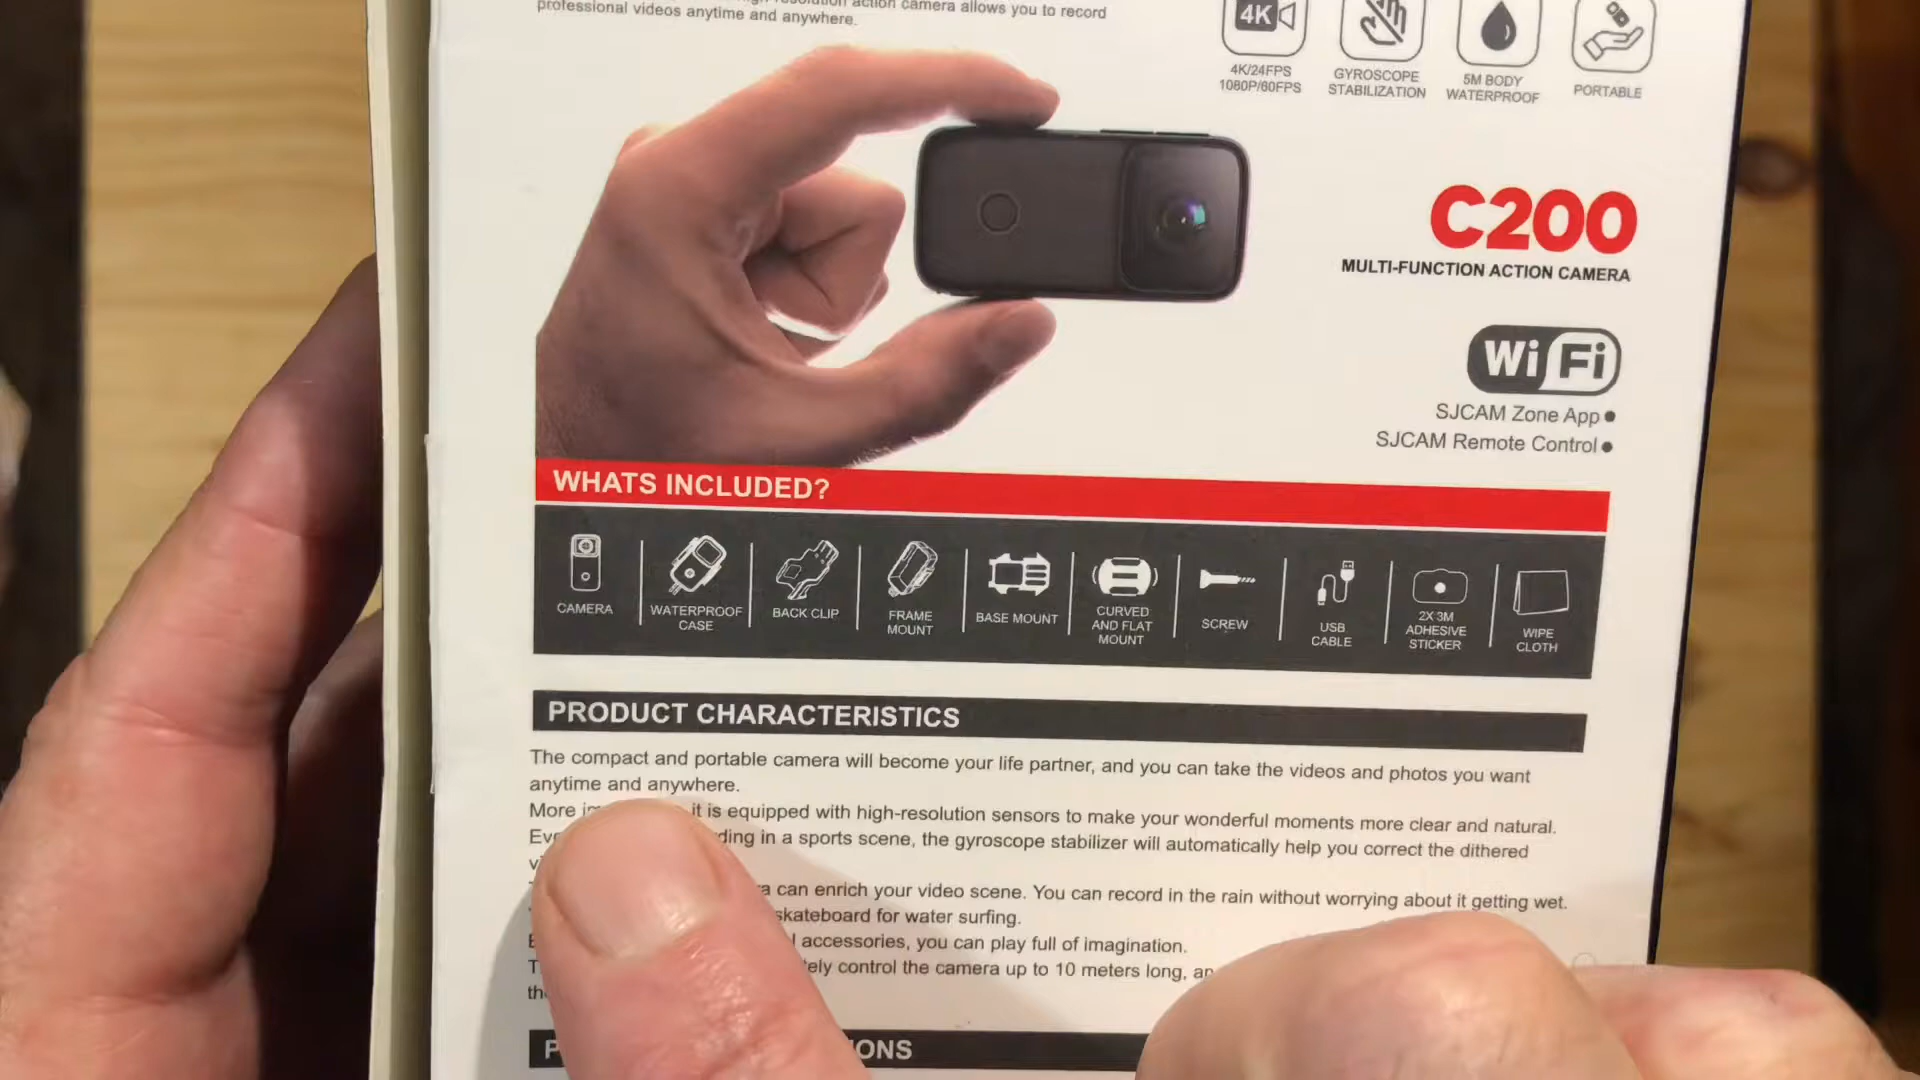 action camera allows you to record
professional videos anytime and anywhere.
4K
4K/24FPS
1080P/60FPS
GYROSCOPE
STABILIZATION
5M BODY
WATERPROOF
PORTABLE
C200
MULTI-FUNCTION ACTION CAMERA
WiFi
SJCAM Zone App
SJCAM Remote Control
WHATS INCLUDED?
CAMERA
WATERPROOF
CASE
BACK CLIP
FRAME
MOUNT
BASE MOUNT
CURVED
AND FLAT
MOUNT
SCREW
USB
CABLE
2X 3M
ADHESIVE
STICKER
WIPE
CLOTH
PRODUCT CHARACTERISTICS
The compact and portable camera will become your life partner, and you can take the videos and photos you want
anytime and anywhere.
More it is equipped with high-resolution sensors to make your wonderful moments more clear and natural.
in a sports scene, the gyroscope stabilizer will automatically help you correct the dithered
can enrich your video scene. You can record in the rain without worrying about it getting wet.
skateboard for water surfing.
accessories, you can play full of imagination.
control the camera up to 10 meters long,